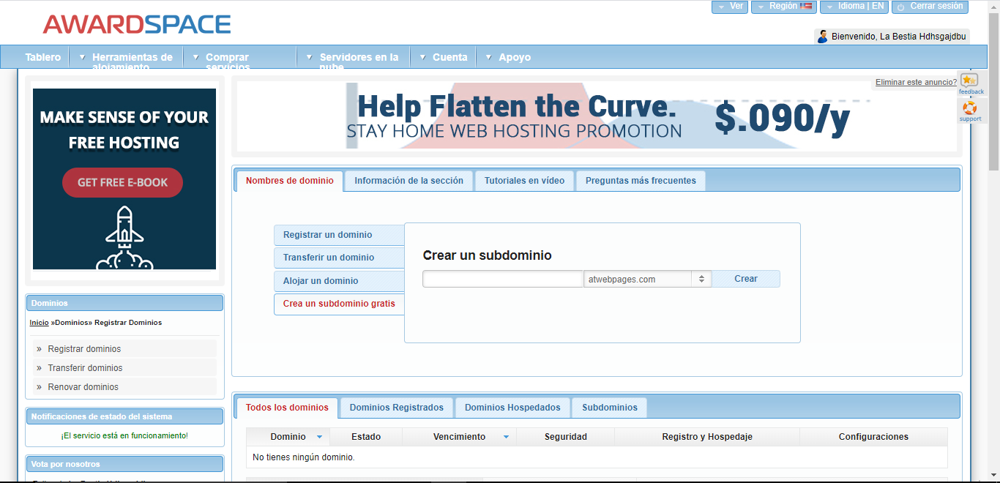 AWARDSPACE
Ver
Región
Idioma | EN
Cerrar sesión
Bienvenido, La Bestia Hdhsgajdbu
Tablero
Herramientas de alojamiento
Comprar servicios
Servidores en la nube
Cuenta
Apoyo
MAKE SENSE OF YOUR
FREE HOSTING
GET FREE E-BOOK
Help Flatten the Curve.
STAY HOME WEB HOSTING PROMOTION
$.090/y
Eliminar este anuncio?
feedback
support
Nombres de dominio
Información de la sección
Tutoriales en vídeo
Preguntas más frecuentes
Registrar un dominio
Transferir un dominio
Alojar un dominio
Crea un subdominio gratis
Crear un subdominio
atwebpages.com
Crear
Dominios
Inicio »Dominios» Registrar Dominios
» Registrar dominios
» Transferir dominios
» Renovar dominios
Notificaciones de estado del sistema
¡El servicio está en funcionamiento!
Vota por nosotros
Todos los dominios
Dominios Registrados
Dominios Hospedados
Subdominios
Dominio
Estado
Vencimiento
Seguridad
Registro y Hospedaje
Configuraciones
No tienes ningún dominio.